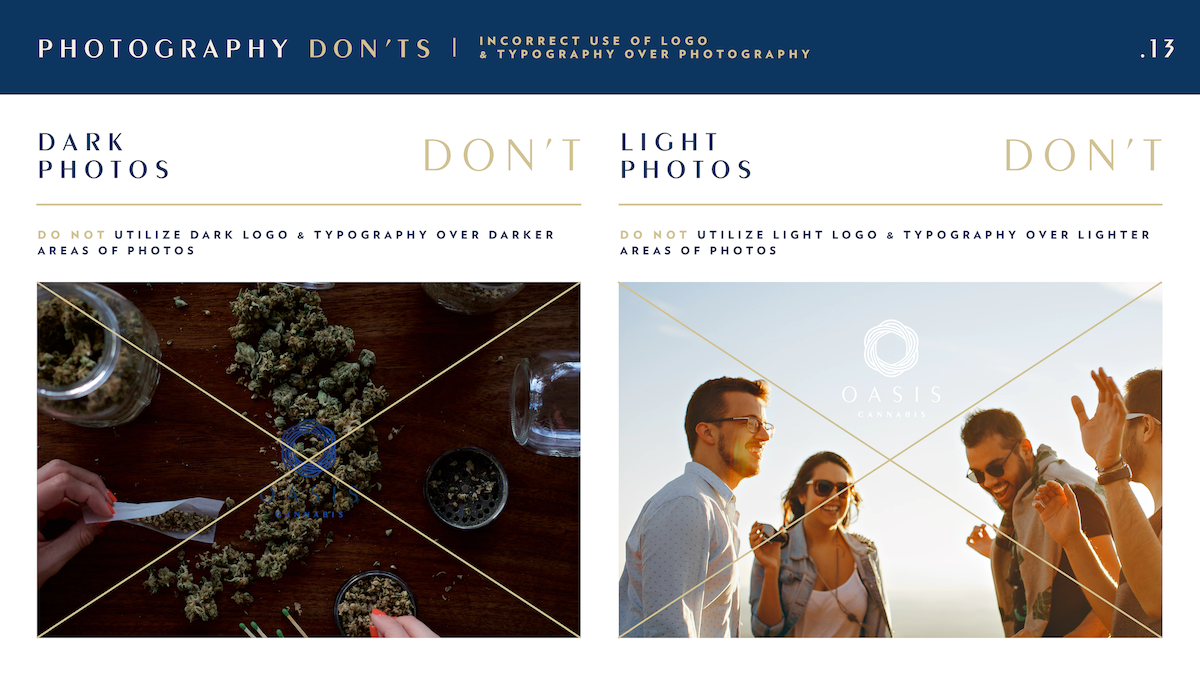 PHOTOGRAPHY DON'TS | INCORRECT USE OF LOGO
& TYPOGRAPHY OVER PHOTOGRAPHY
.13
DARK
PHOTOS
DON'T
DO NOT UTILIZE DARK LOGO & TYPOGRAPHY OVER DARKER
AREAS OF PHOTOS
OASIS
CANNABIS
LIGHT
PHOTOS
DON'T
DO NOT UTILIZE LIGHT LOGO & TYPOGRAPHY OVER LIGHTER
AREAS OF PHOTOS
OASIS
CANNABIS